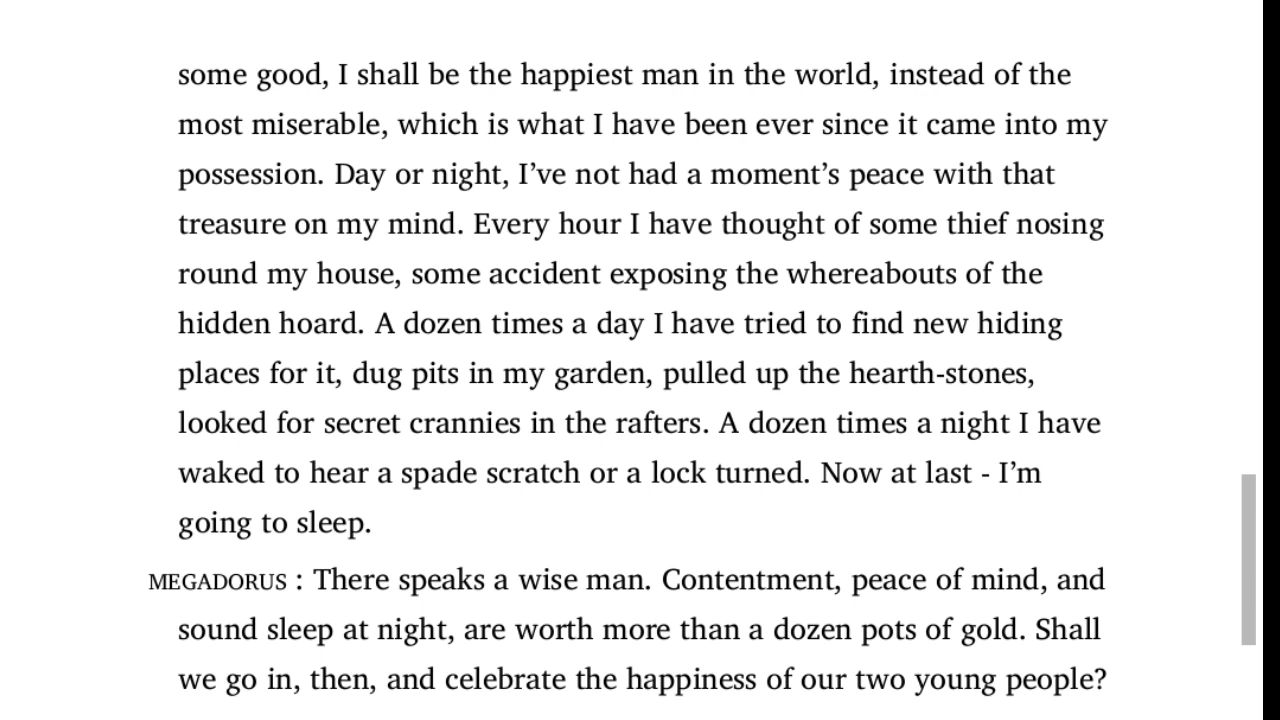 some good, I shall be the happiest man in the world, instead of the
most miserable, which is what I have been ever since it came into my
possession. Day or night, I’ve not had a moment’s peace with that
treasure on my mind. Every hour I have thought of some thief nosing
round my house, some accident exposing the whereabouts of the
hidden hoard. A dozen times a day I have tried to find new hiding
places for it, dug pits in my garden, pulled up the hearth-stones,
looked for secret crannies in the rafters. A dozen times a night I have
waked to hear a spade scratch or a lock turned. Now at last - I’m
going to sleep.
MEGADORUS : There speaks a wise man. Contentment, peace of mind, and
sound sleep at night, are worth more than a dozen pots of gold. Shall
we go in, then, and celebrate the happiness of our two young people?